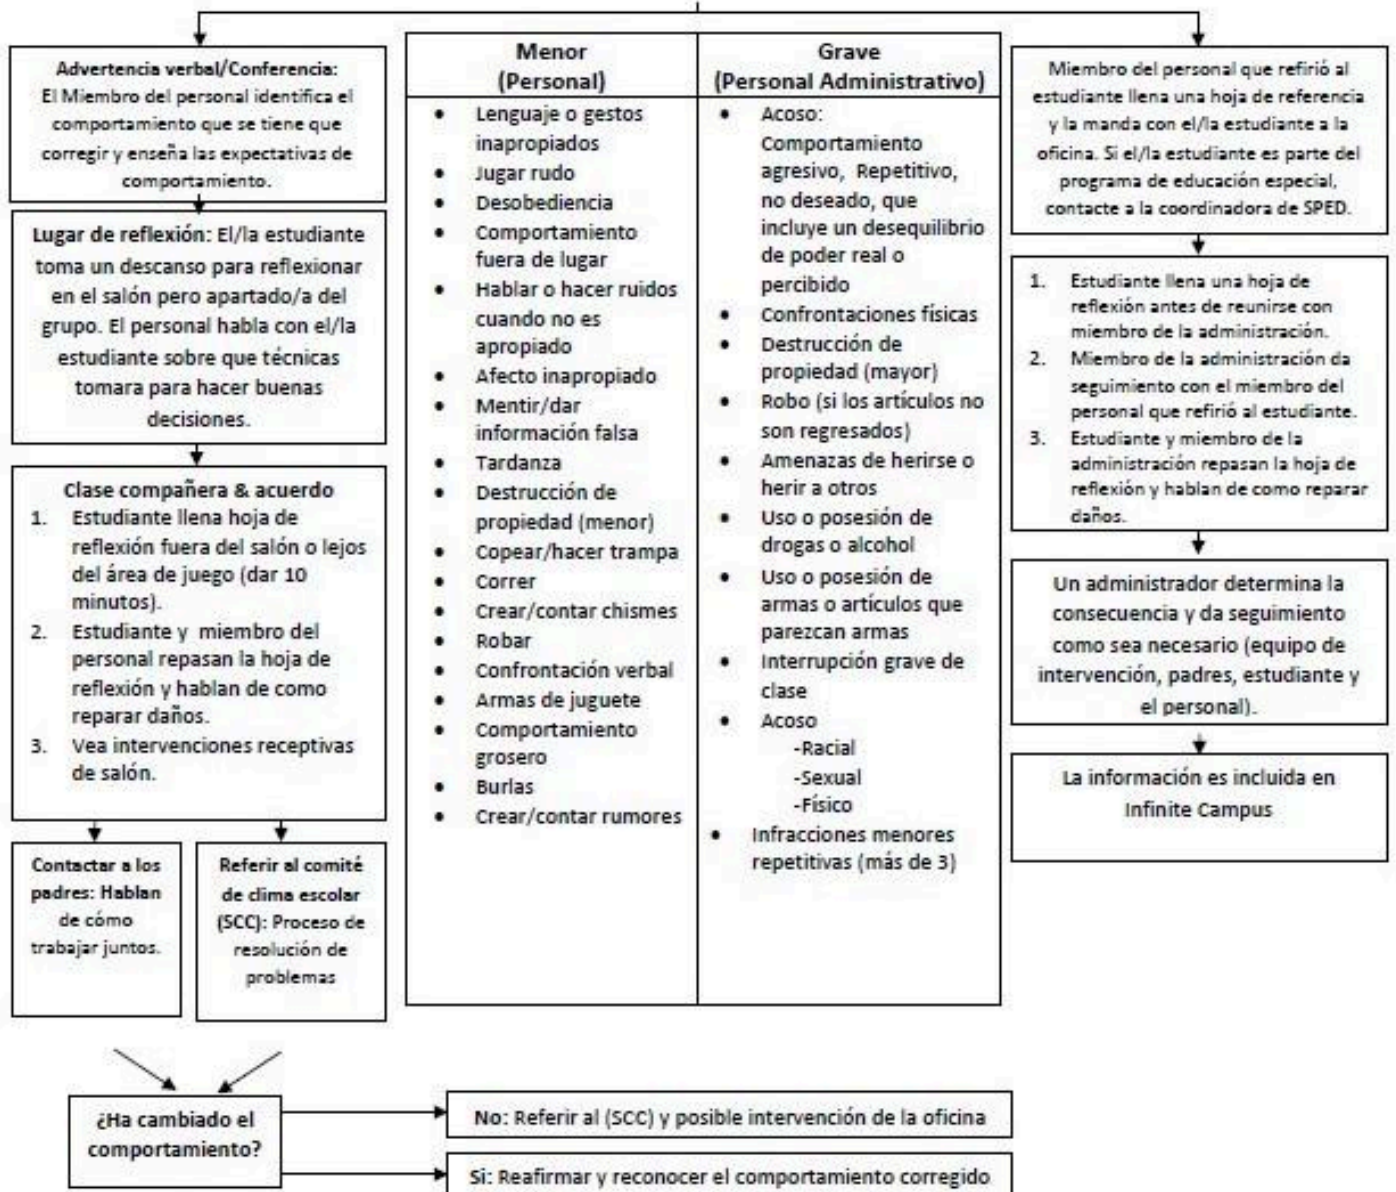 Advertencia verbal/Conferencia:
El Miembro del personal identifica el
comportamiento que se tiene que
corregir y enseña las expectativas de
comportamiento.
Lugar de reflexión: El/la estudiante
toma un descanso para reflexionar
en el salón pero apartado/a del
grupo. El personal habla con el/la
estudiante sobre que técnicas
tomara para hacer buenas
decisiones.
Clase compañera & acuerdo
1. Estudiante llena hoja de
reflexión fuera del salón o lejos
del área de juego (dar 10
minutos).
2. Estudiante y miembro del
personal repasan la hoja de
reflexión y hablan de como
reparar daños.
3. Vea intervenciones receptivas
de salón.
Contactar a los
padres: Hablan
de cómo
trabajar juntos.
Referir al comité
de clima escolar
(SCC): Proceso de
resolución de
problemas
Menor
(Personal)
• Lenguaje o gestos
inapropiados
• Jugar rudo
• Desobediencia
• Comportamiento
fuera de lugar
• Hablar o hacer ruidos
cuando no es
apropiado
• Afecto inapropiado
• Mentir/dar
información falsa
• Tardanza
• Destrucción de
propiedad (menor)
• Copear/hacer trampa
• Correr
• Crear/contar chismes
• Robar
• Confrontación verbal
• Armas de juguete
• Comportamiento
grosero
• Burlas
• Crear/contar rumores
Grave
(Personal Administrativo)
• Acoso:
Comportamiento
agresivo, Repetitivo,
no deseado, que
incluye un desequilibrio
de poder real o
percibido
• Confrontaciones físicas
• Destrucción de
propiedad (mayor)
• Robo (si los artículos no
son regresados)
• Amenazas de herirse o
herir a otros
• Uso o posesión de
drogas o alcohol
• Uso o posesión de
armas o artículos que
parezcan armas
• Interrupción grave de
clase
• Acoso
-Racial
-Sexual
-Físico
• Infracciones menores
repetitivas (más de 3)
Miembro del personal que refirió al
estudiante llena una hoja de referencia
y la manda con el/la estudiante a la
oficina. Si el/la estudiante es parte del
programa de educación especial,
contacte a la coordinadora de SPED.
1. Estudiante llena una hoja de
reflexión antes de reunirse con
miembro de la administración.
2. Miembro de la administración da
seguimiento con el miembro del
personal que refirió al estudiante.
3. Estudiante y miembro de la
administración repasan la hoja de
reflexión y hablan de como reparar
daños.
Un administrador determina la
consecuencia y da seguimiento
como sea necesario (equipo de
intervención, padres, estudiante y
el personal).
La información es incluida en
Infinite Campus
¿Ha cambiado el
comportamiento?
No: Referir al (SCC) y posible intervención de la oficina
Si: Reafirmar y reconocer el comportamiento corregido